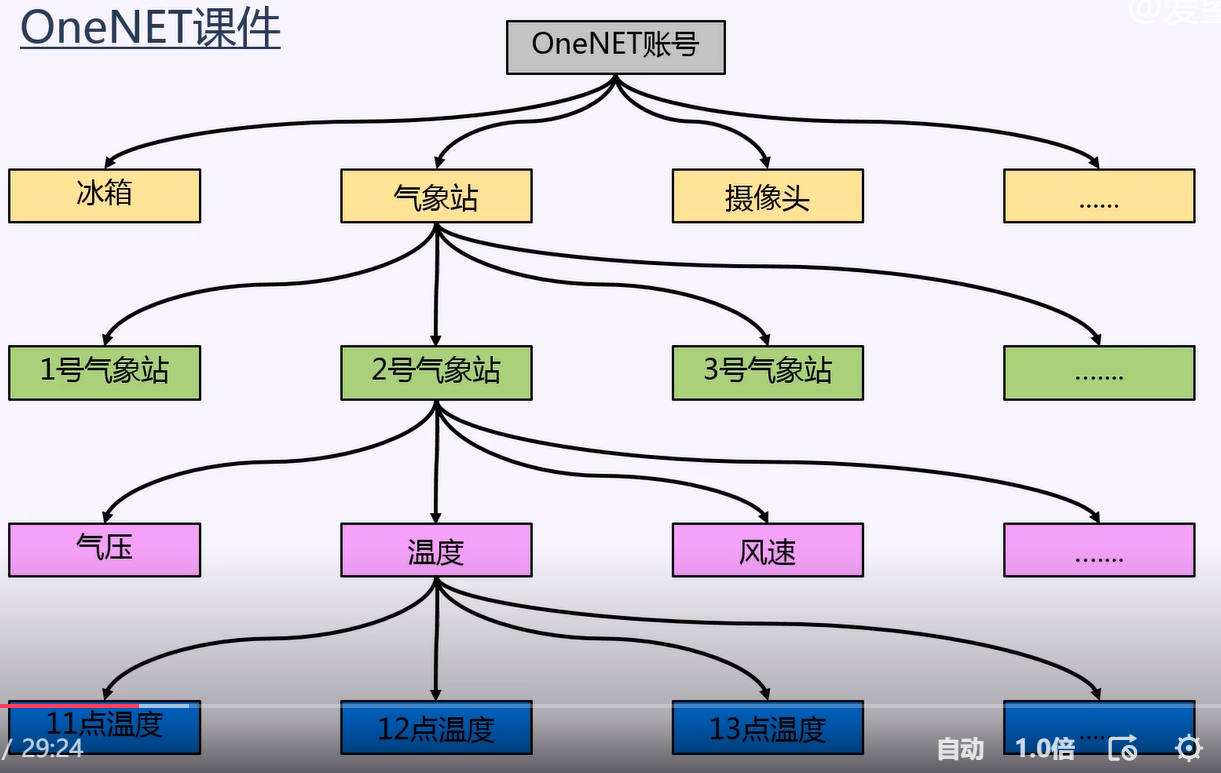 OneNET课件
@爱
OneNET账号
冰箱
气象站
摄像头
......
1号气象站
2号气象站
3号气象站
.......
气压
温度
风速
.......
11点温度
12点温度
13点温度
......
/ 29:24
自动
1.0倍